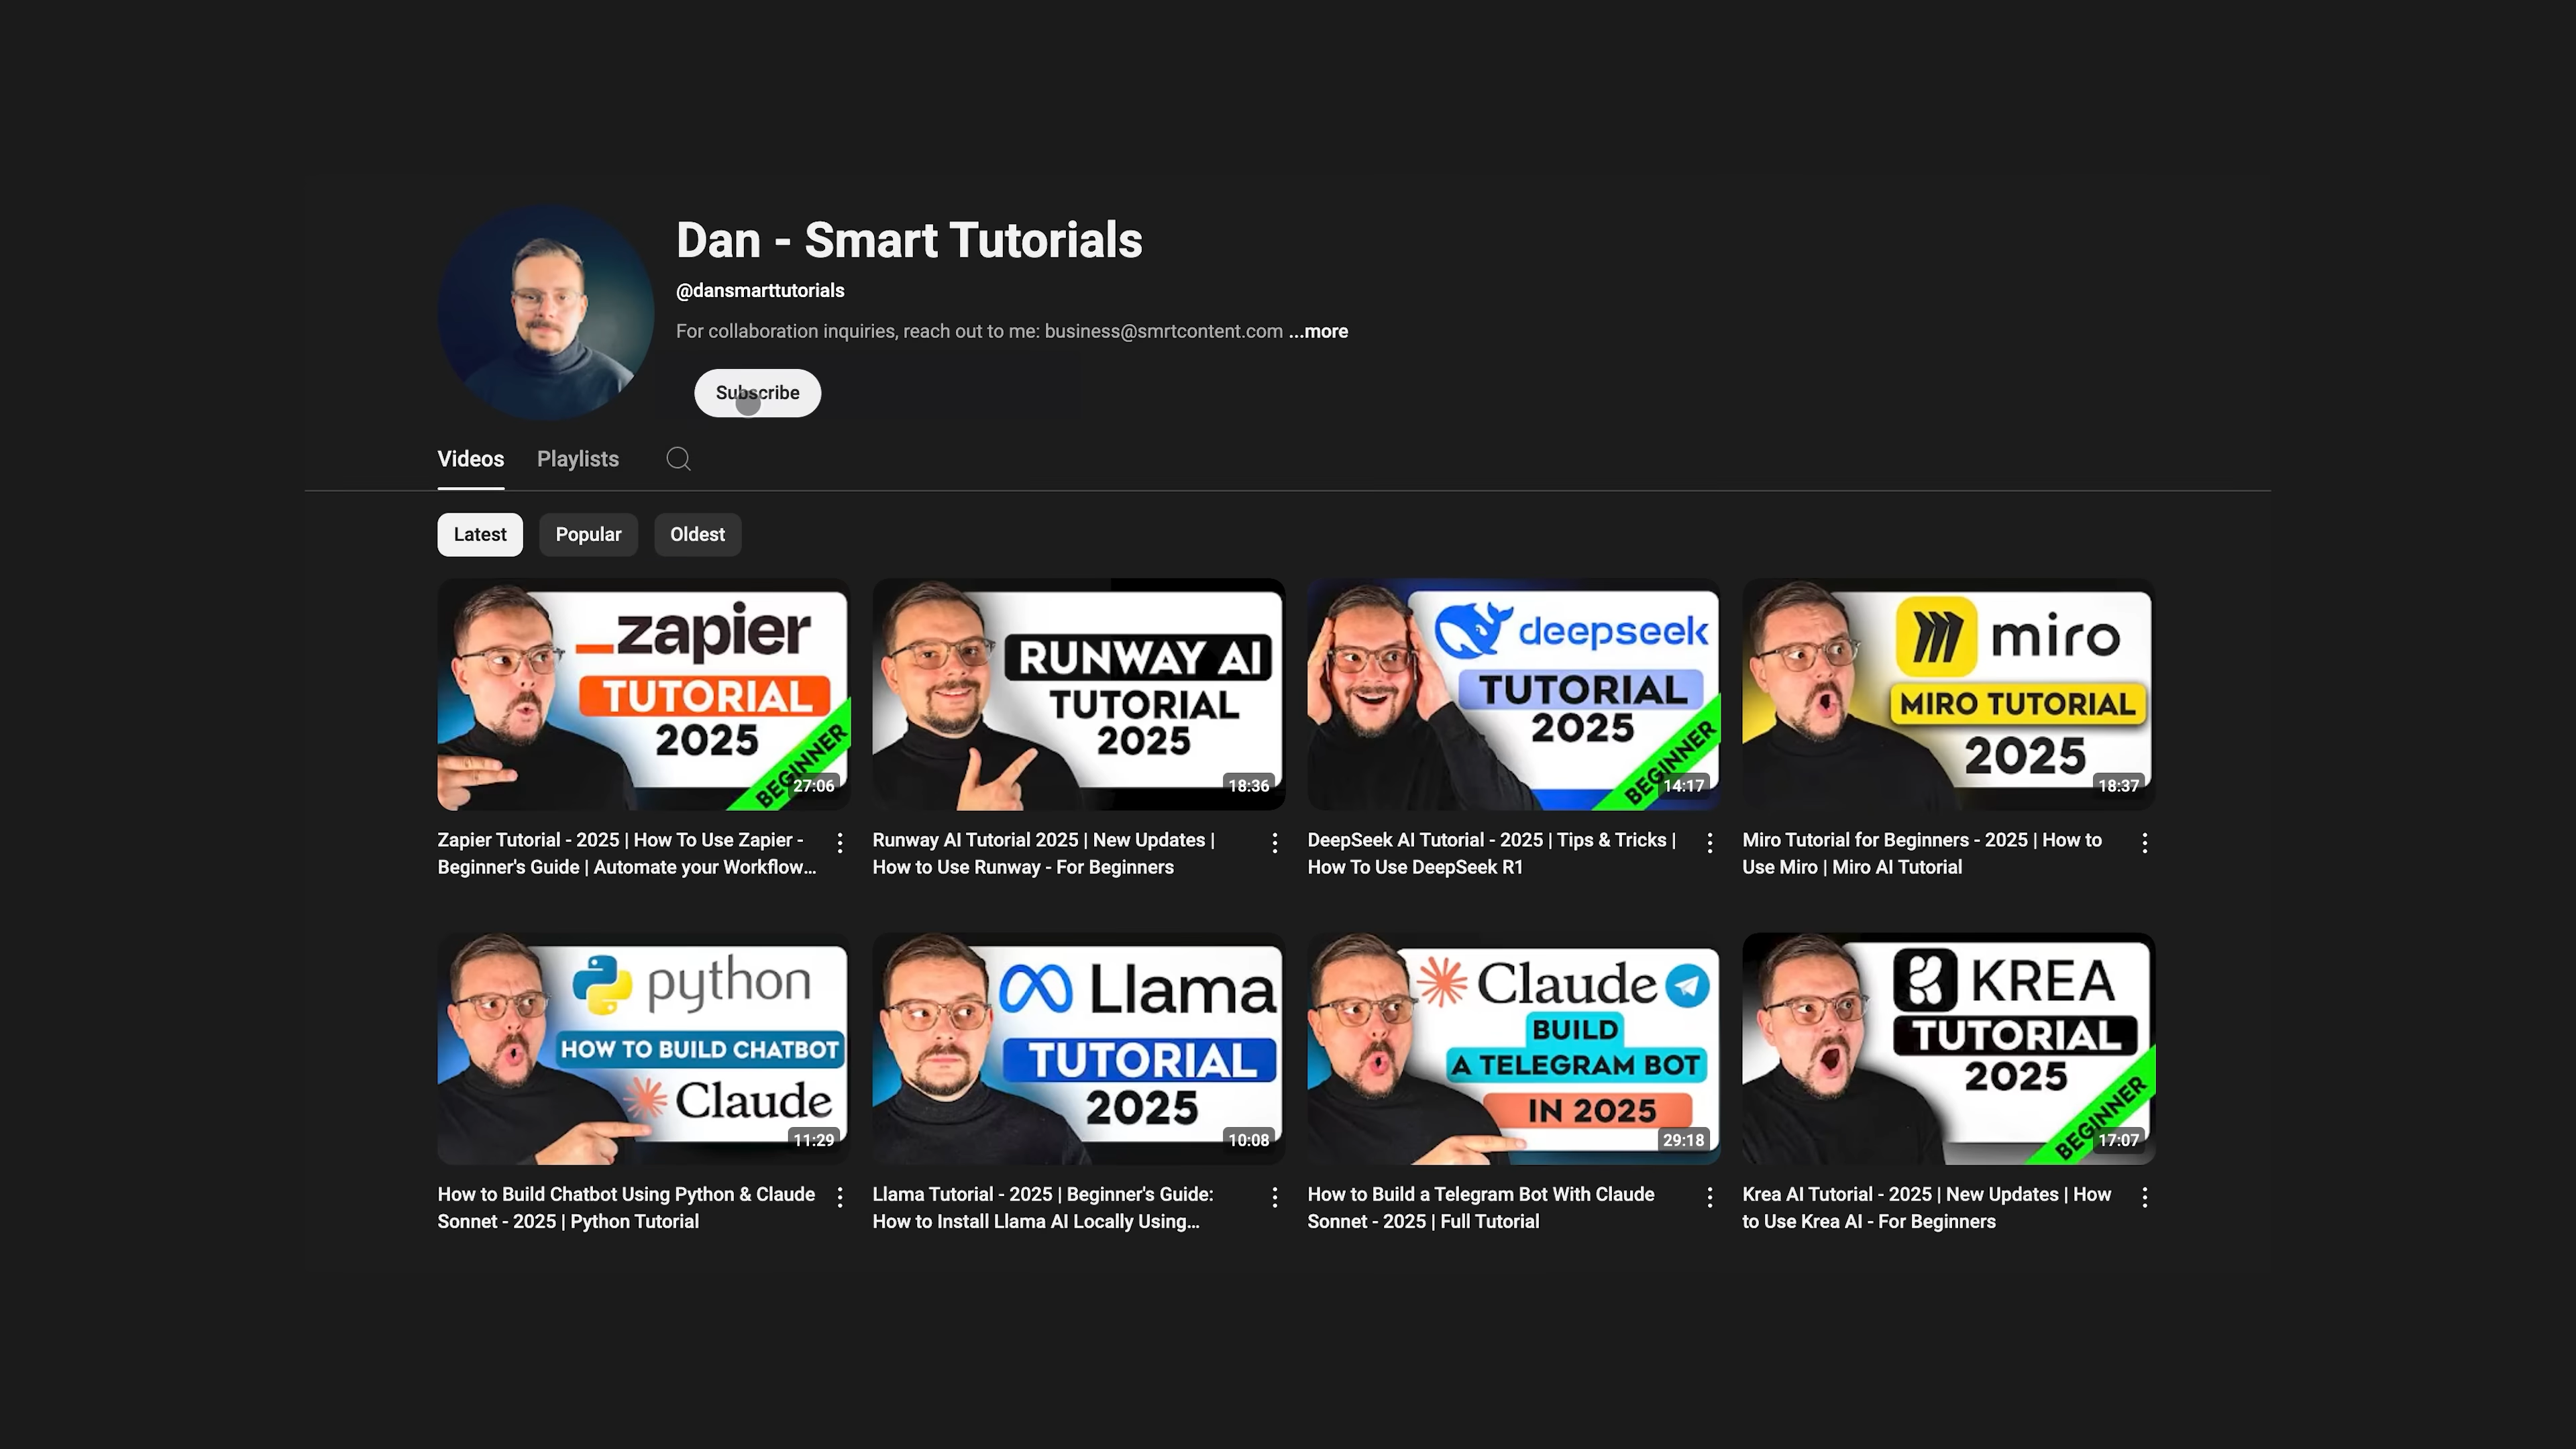 Dan - Smart Tutorials
@dansmarttutorials
For collaboration inquiries, reach out to me: business@smrtcontent.com ...more
Subscribe
Videos Playlists
Latest Popular Oldest
zapier
TUTORIAL
2025
BEGINNER
27:06
RUNWAY AI
TUTORIAL
2025
18:36
deepseek
TUTORIAL
2025
BEGINNER
14:17
miro
MIRO TUTORIAL
2025
18:37
Zapier Tutorial - 2025 | How To Use Zapier -
Beginner's Guide | Automate your Workflow...
Runway AI Tutorial 2025 | New Updates |
How to Use Runway - For Beginners
DeepSeek AI Tutorial - 2025 | Tips & Tricks |
How To Use DeepSeek R1
Miro Tutorial for Beginners - 2025 | How to
Use Miro | Miro AI Tutorial
python
HOW TO BUILD CHATBOT
Claude
11:29
Llama
TUTORIAL
2025
10:08
Claude
BUILD
A TELEGRAM BOT
IN 2025
29:18
KREA
TUTORIAL
2025
BEGINNER
17:07
How to Build Chatbot Using Python & Claude
Sonnet - 2025 | Python Tutorial
Llama Tutorial - 2025 | Beginner's Guide:
How to Install Llama AI Locally Using...
How to Build a Telegram Bot With Claude
Sonnet - 2025 | Full Tutorial
Krea AI Tutorial - 2025 | New Updates | How
to Use Krea AI - For Beginners